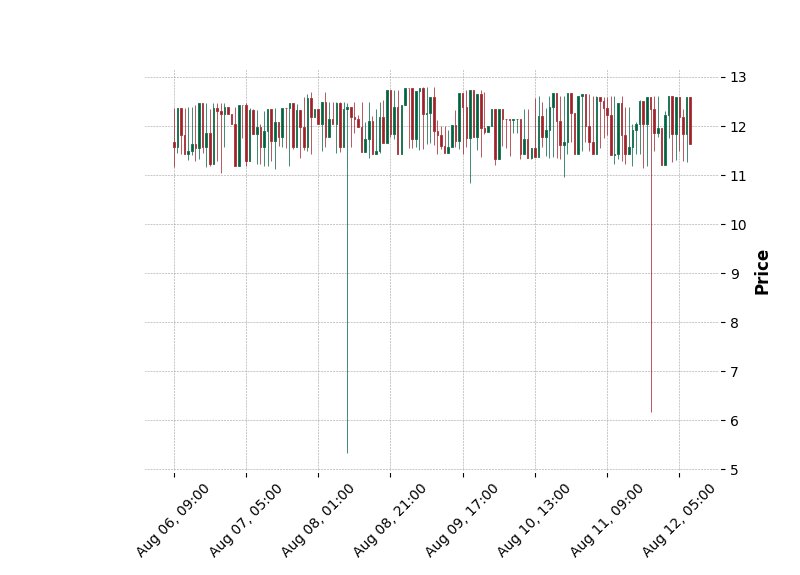 13
12
11
10
9
8
7
6
5
Price
Aug 06, 09:00
Aug 07, 05:00
Aug 08, 01:00
Aug 08, 21:00
Aug 09, 17:00
Aug 10, 13:00
Aug 11, 09:00
Aug 12, 05:00